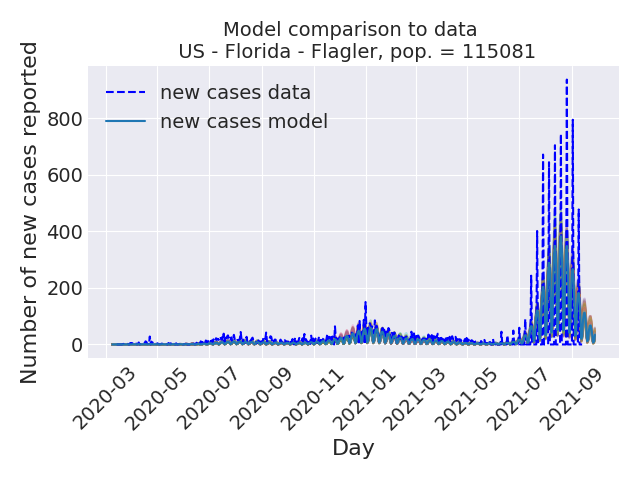 Model comparison to data
US - Florida - Flagler, pop. = 115081
Number of new cases reported
new cases data
new cases model
800
600
400
200
0
2020-03
2020-05
2020-07
2020-09
2020-11
2021-01
2021-03
2021-05
2021-07
2021-09
Day